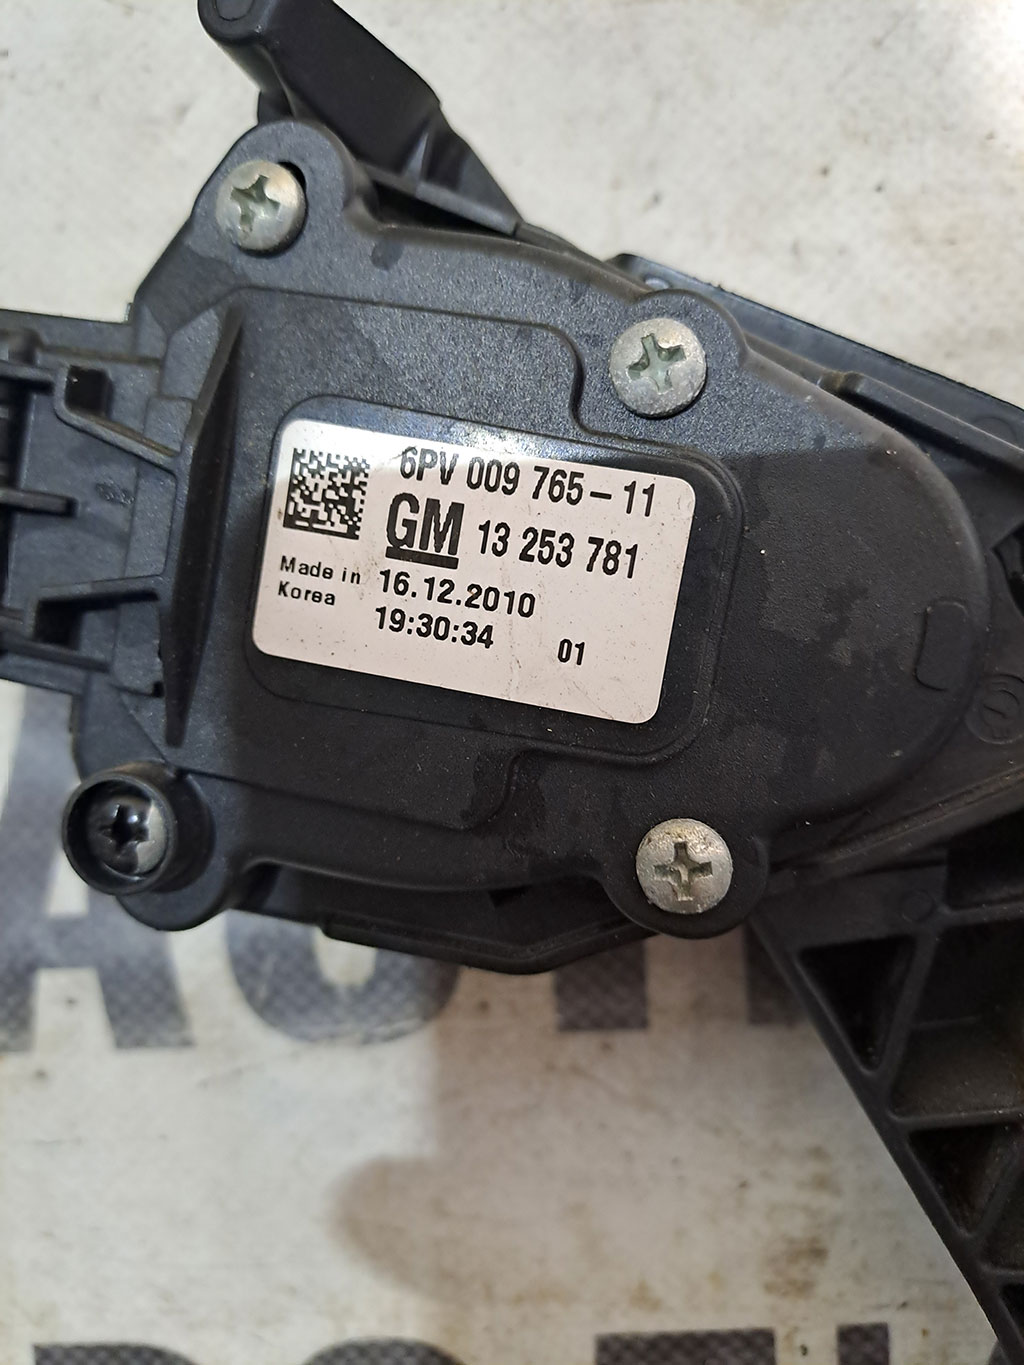 6PV 009 765-11
GM 13 253 781
Made in
Korea
16.12.2010
19:30:34
01